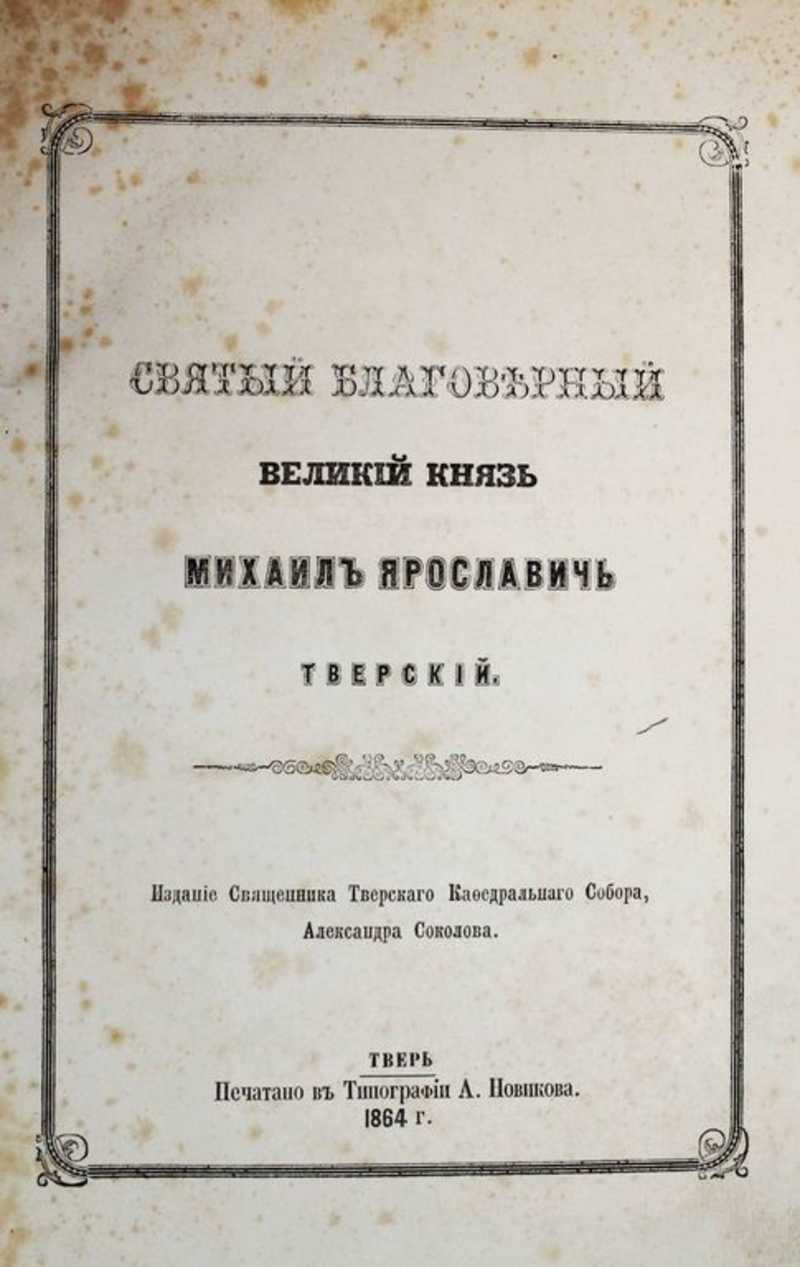 СВЯТЫЙ БЛАГОВѢРНЫЙ
ВЕЛИКІЙ КНЯЗЬ
МИХАИЛЪ ЯРОСЛАВИЧЬ
ТВЕРСКІЙ.
Изданіе Священника Тверскаго Каѳедральнаго Собора,
Александра Соколова.
ТВЕРЬ
Печатано въ Типографіи А. Новикова.
1864 г.